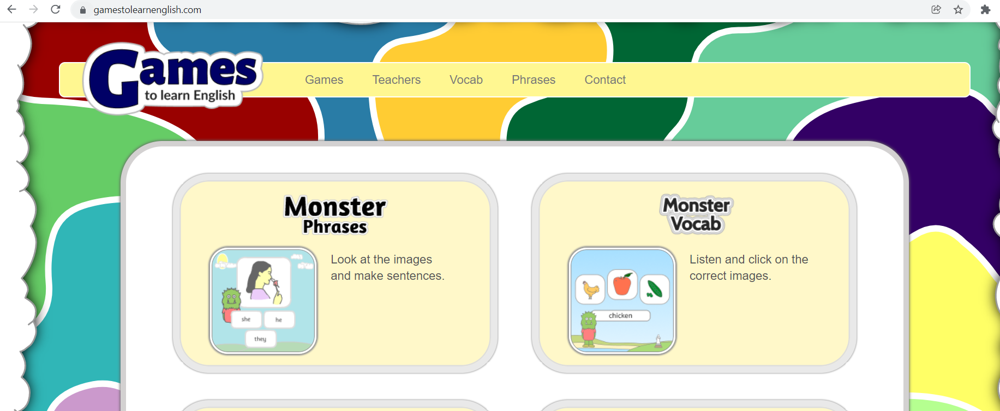 gamestolearnenglish.com
Games
to learn English
Games Teachers Vocab Phrases Contact
Monster
Phrases
Look at the images
and make sentences.
she he
they
Monster
Vocab
Listen and click on the
correct images.
chicken